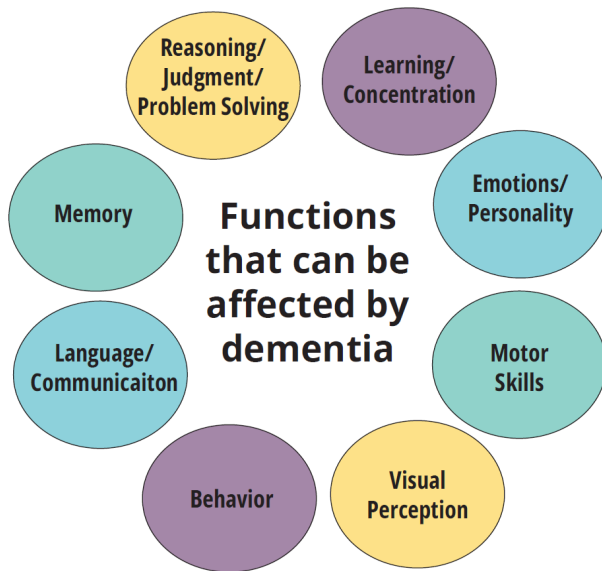 Reasoning/
Judgment/
Problem Solving
Learning/
Concentration
Emotions/
Personality
Memory
Functions
that can be
affected by
dementia
Language/
Communicaiton
Motor
Skills
Behavior
Visual
Perception